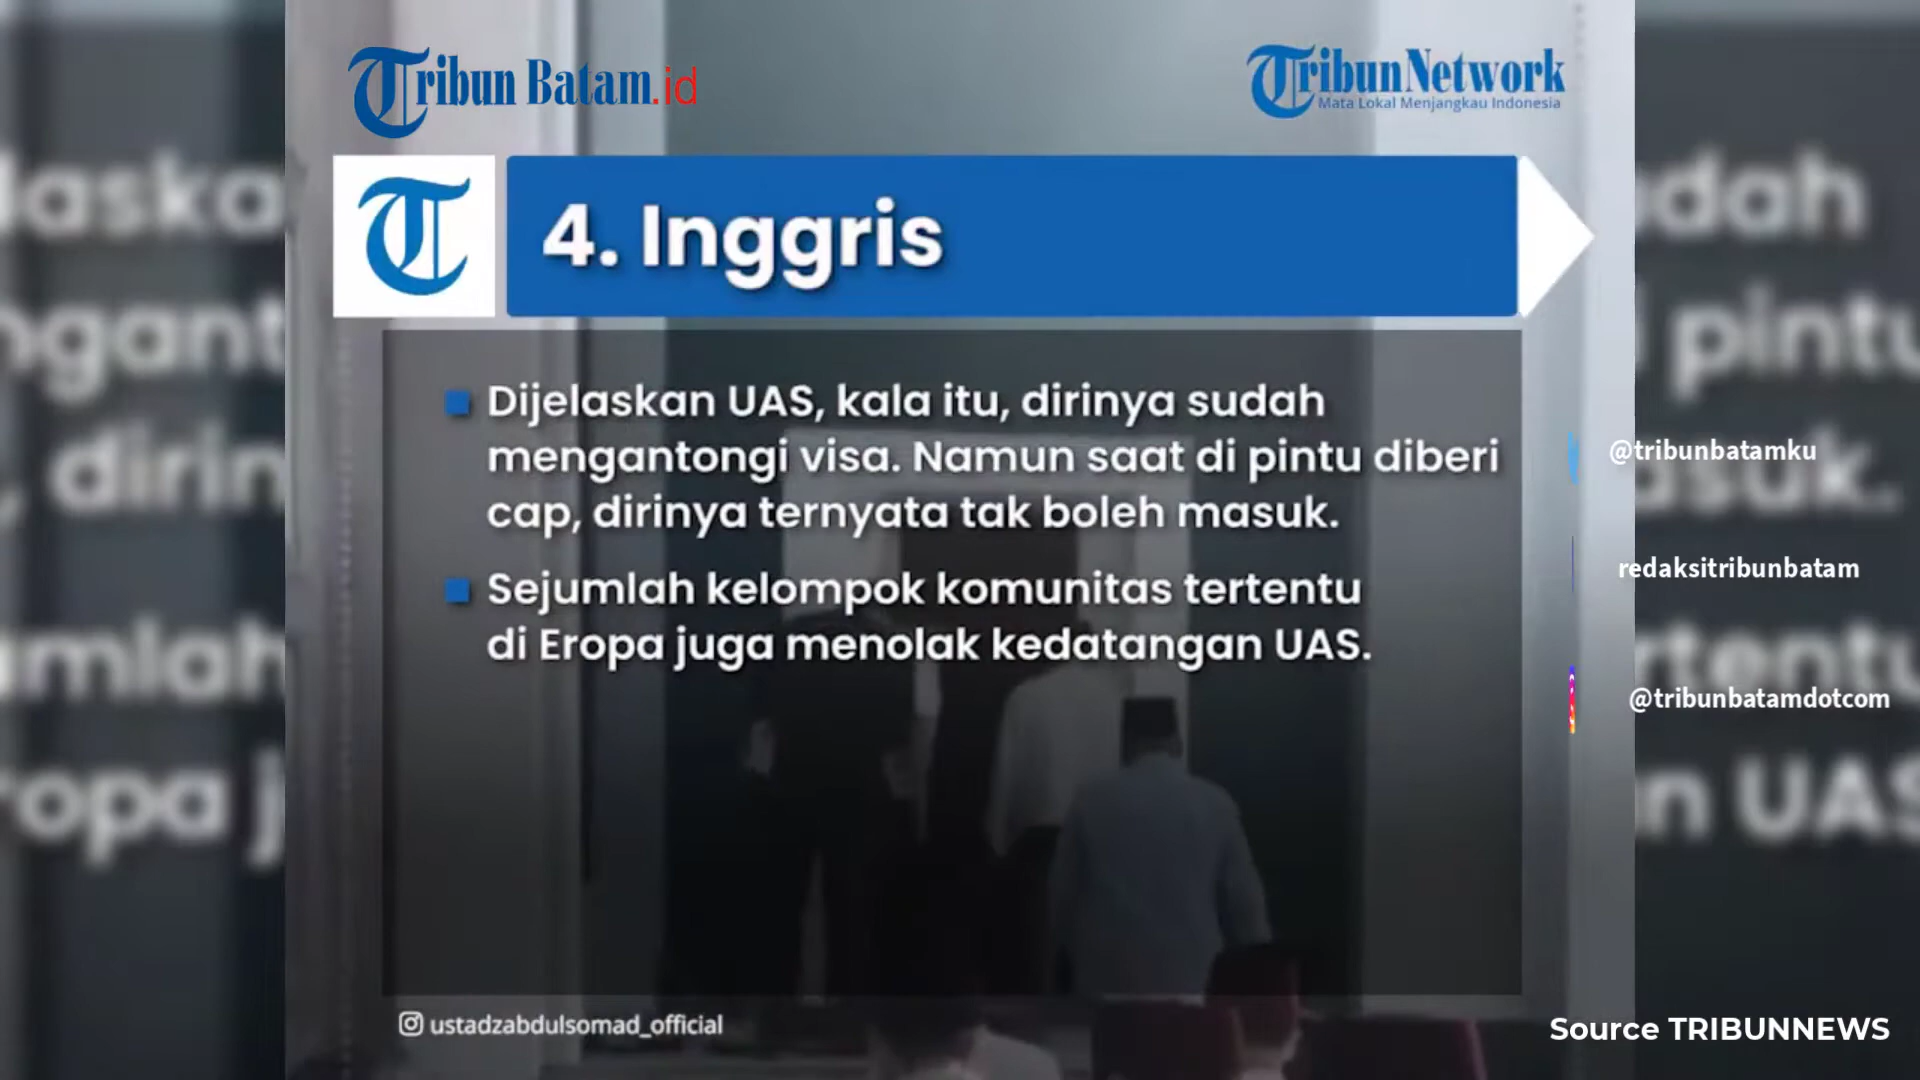 Tribun Batam.id
Tribun Network
Mata Lokal Menjangkau Indonesia
4. Inggris
Dijelaskan UAS, kala itu, dirinya sudah
mengantongi visa. Namun saat di pintu diberi
cap, dirinya ternyata tak boleh masuk.
Sejumlah kelompok komunitas tertentu
di Eropa juga menolak kedatangan UAS.
@tribunbatamku
redaksitribunbatam
@tribunbatamdotcom
ustadzabdulsomad_official
Source TRIBUNNEWS